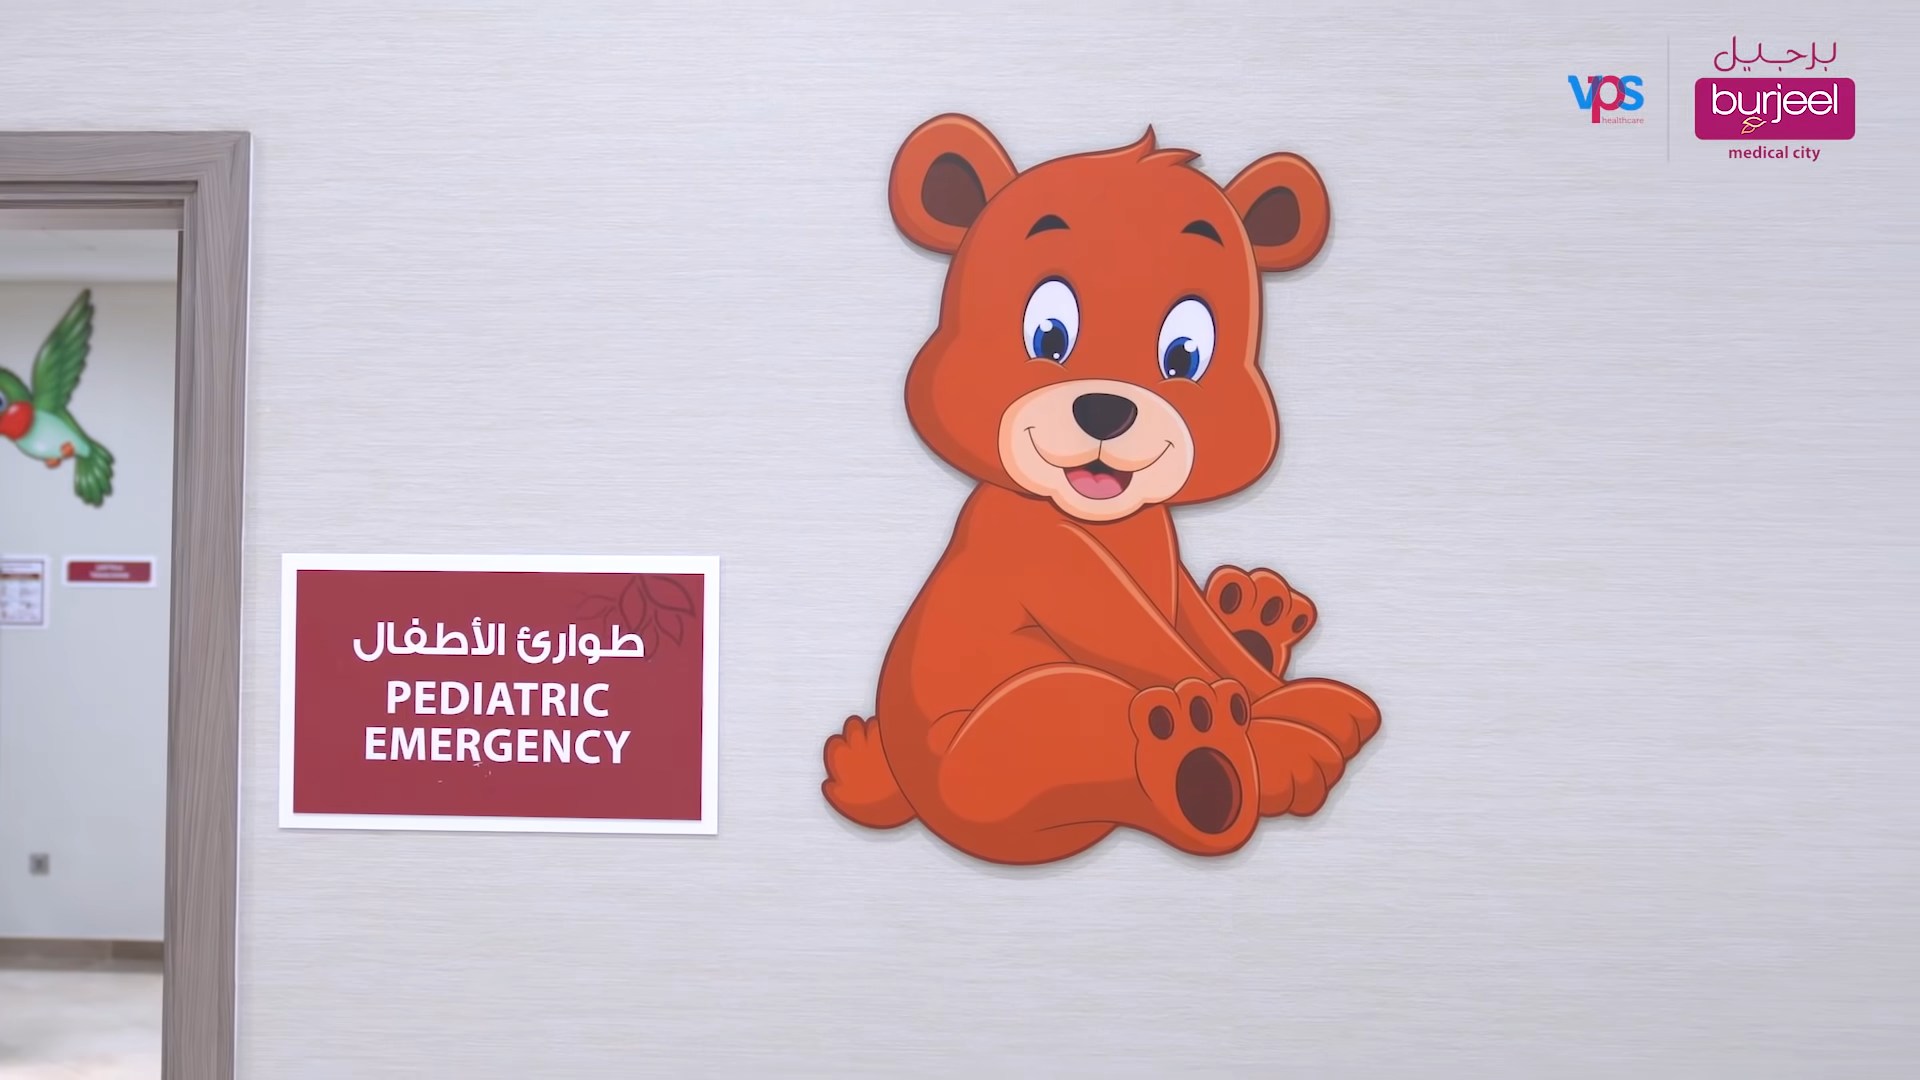 برجيل
vps
healthcare
burjeel
medical city
طوارئ الأطفال
PEDIATRIC
EMERGENCY